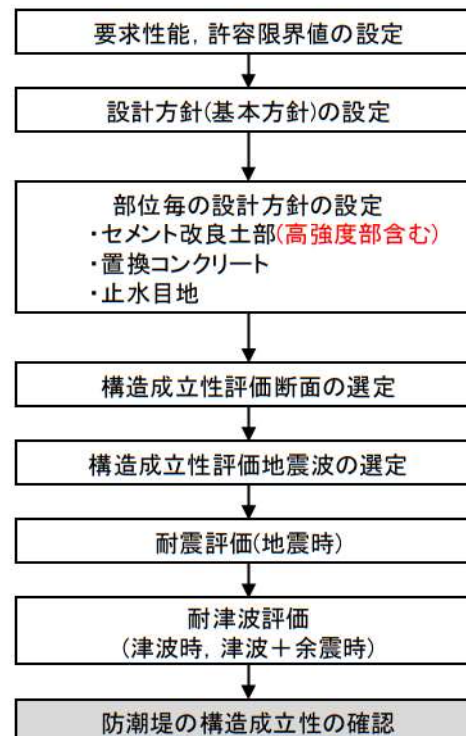 要求性能，許容限界値の設定
設計方針(基本方針)の設定
部位毎の設計方針の設定
・セメント改良土部(高強度部含む)
・置換コンクリート
・止水目地
構造成立性評価断面の選定
構造成立性評価地震波の選定
耐震評価(地震時)
耐津波評価
(津波時，津波＋余震時)
防潮堤の構造成立性の確認